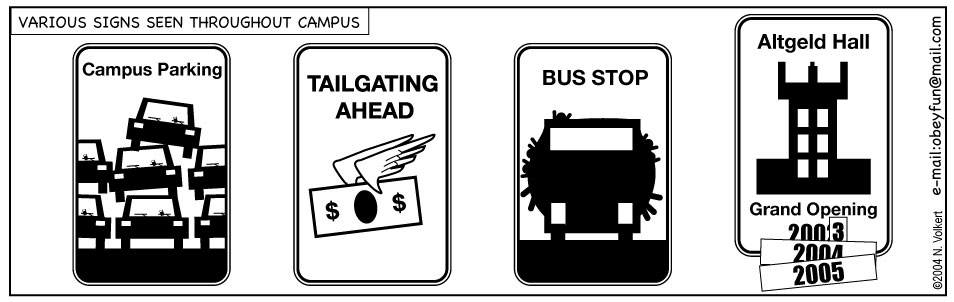 VARIOUS SIGNS SEEN THROUGHOUT CAMPUS
Campus Parking
TAILGATING
AHEAD
$ $
BUS STOP
Altgeld Hall
Grand Opening
2003
2004
2005
©2004 N. Volkert e-mail:obeyfun@mail.com